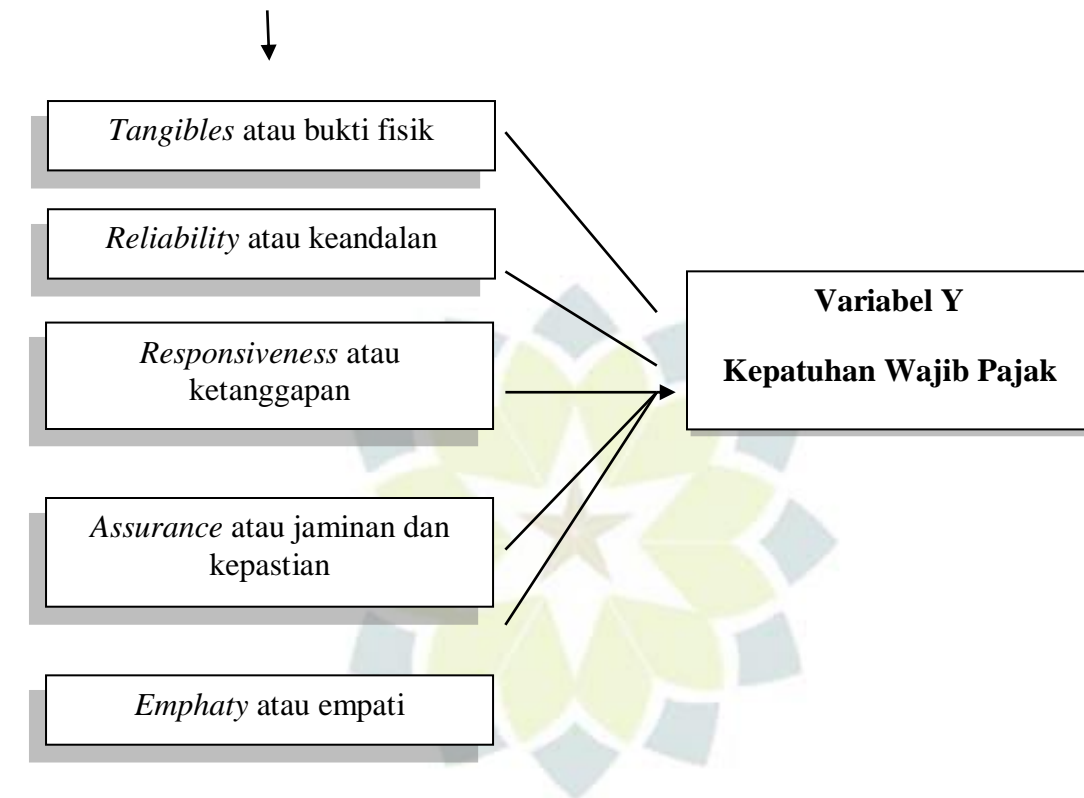 Tangibles atau bukti fisik
Reliability atau keandalan
Responsiveness atau
ketanggapan
Assurance atau jaminan dan
kepastian
Emphaty atau empati
Variabel Y
Kepatuhan Wajib Pajak